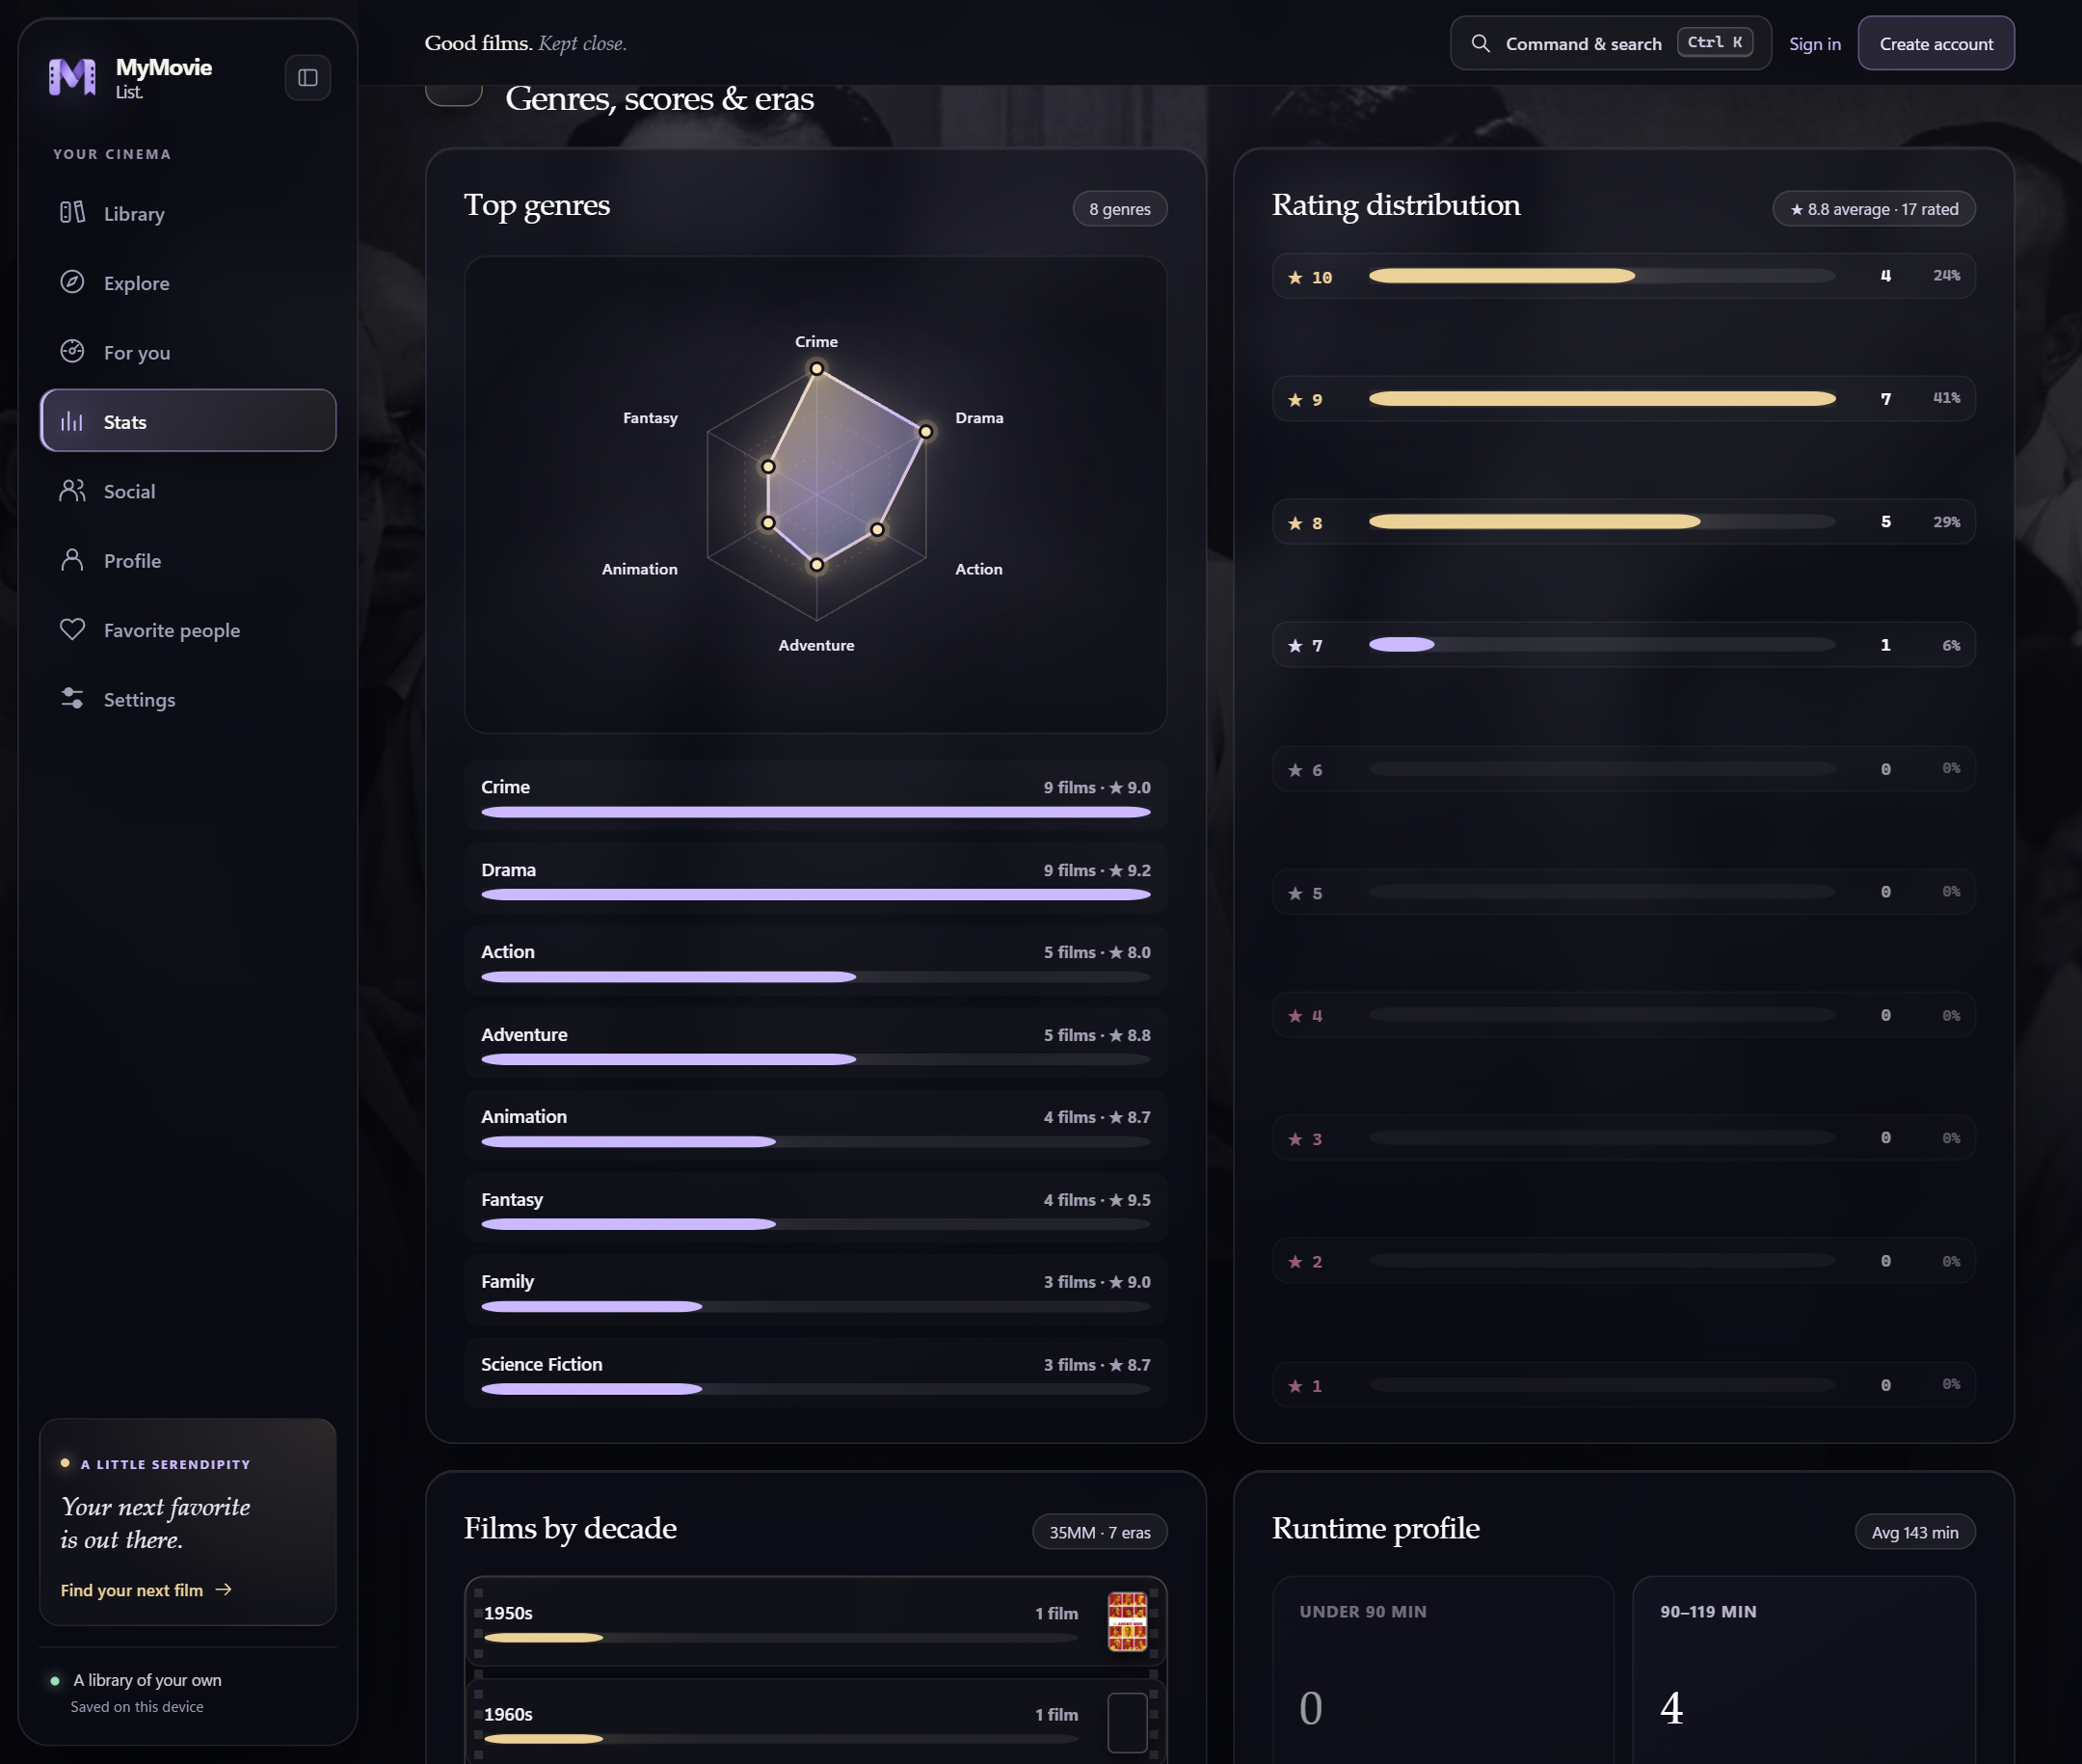 MyMovie
List.
YOUR CINEMA
Library
Explore
For you
Stats
Social
Profile
Favorite people
Settings
A LITTLE SERENDIPITY
Your next favorite
is out there.
Find your next film →
A library of your own
Saved on this device
Good films. Kept close.
Command & search Ctrl K
Sign in
Create account
Genres, scores & eras
Top genres
8 genres
Crime
Fantasy
Drama
Animation
Action
Adventure
Crime 9 films · ★ 9.0
Drama 9 films · ★ 9.2
Action 5 films · ★ 8.0
Adventure 5 films · ★ 8.8
Animation 4 films · ★ 8.7
Fantasy 4 films · ★ 9.5
Family 3 films · ★ 9.0
Science Fiction 3 films · ★ 8.7
Rating distribution
★ 8.8 average · 17 rated
★ 10 4 24%
★ 9 7 41%
★ 8 5 29%
★ 7 1 6%
★ 6 0 0%
★ 5 0 0%
★ 4 0 0%
★ 3 0 0%
★ 2 0 0%
★ 1 0 0%
Films by decade
35MM · 7 eras
1950s 1 film
1960s 1 film
Runtime profile
Avg 143 min
UNDER 90 MIN
0
90–119 MIN
4